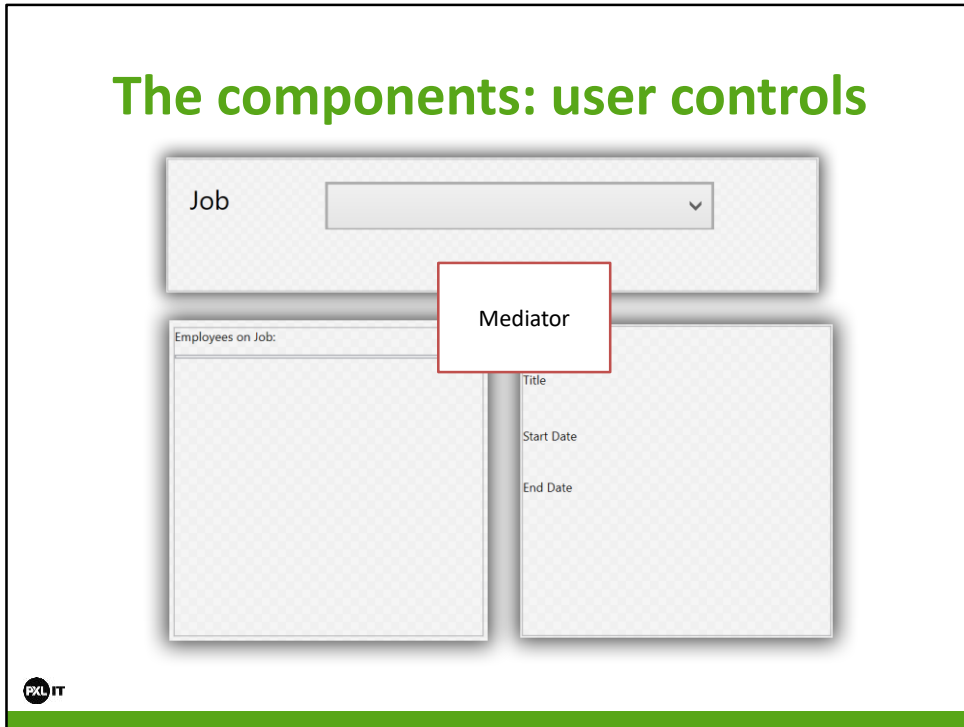 The components: user controls
Job
Mediator
Employees on Job:
Title
Start Date
End Date
PXL IT